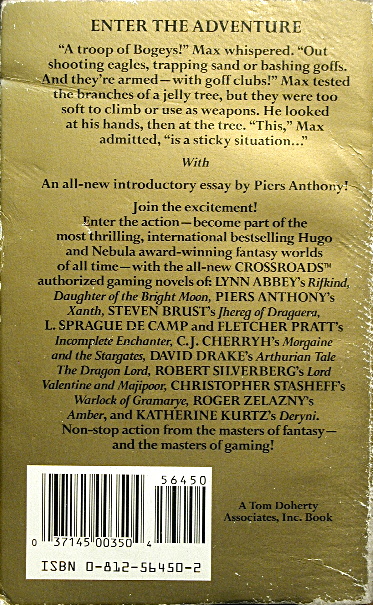 ENTER THE ADVENTURE
"A troop of Bogeys!" Max whispered. "Out
shooting eagles, trapping sand or bashing goffs.
And they're armed—with goff clubs!" Max tested
the branches of a jelly tree, but they were too
soft to climb or use as weapons. He looked
at his hands, then at the tree. "This," Max
admitted, "is a sticky situation..."
With
An all-new introductory essay by Piers Anthony!
Join the excitement!
Enter the action—become part of the
most thrilling, international bestselling Hugo
and Nebula award-winning fantasy worlds
of all time—with the all-new CROSSROADS™
authorized gaming novels of: LYNN ABBEY's Rifkind,
Daughter of the Bright Moon, PIERS ANTHONY's
Xanth, STEVEN BRUST's Jhereg of Dragaera,
L. SPRAGUE DE CAMP and FLETCHER PRATT's
Incomplete Enchanter, C.J. CHERRYH's Morgaine
and the Stargates, DAVID DRAKE's Arthurian Tale
The Dragon Lord, ROBERT SILVERBERG's Lord
Valentine and Majipoor, CHRISTOPHER STASHEFF's
Warlock of Gramarye, ROGER ZELAZNY's
Amber, and KATHERINE KURTZ's Deryni.
Non-stop action from the masters of fantasy—
and the masters of gaming!
56450
0 37145 00350 4
ISBN 0-812-56450-2
A Tom Doherty
Associates, Inc. Book